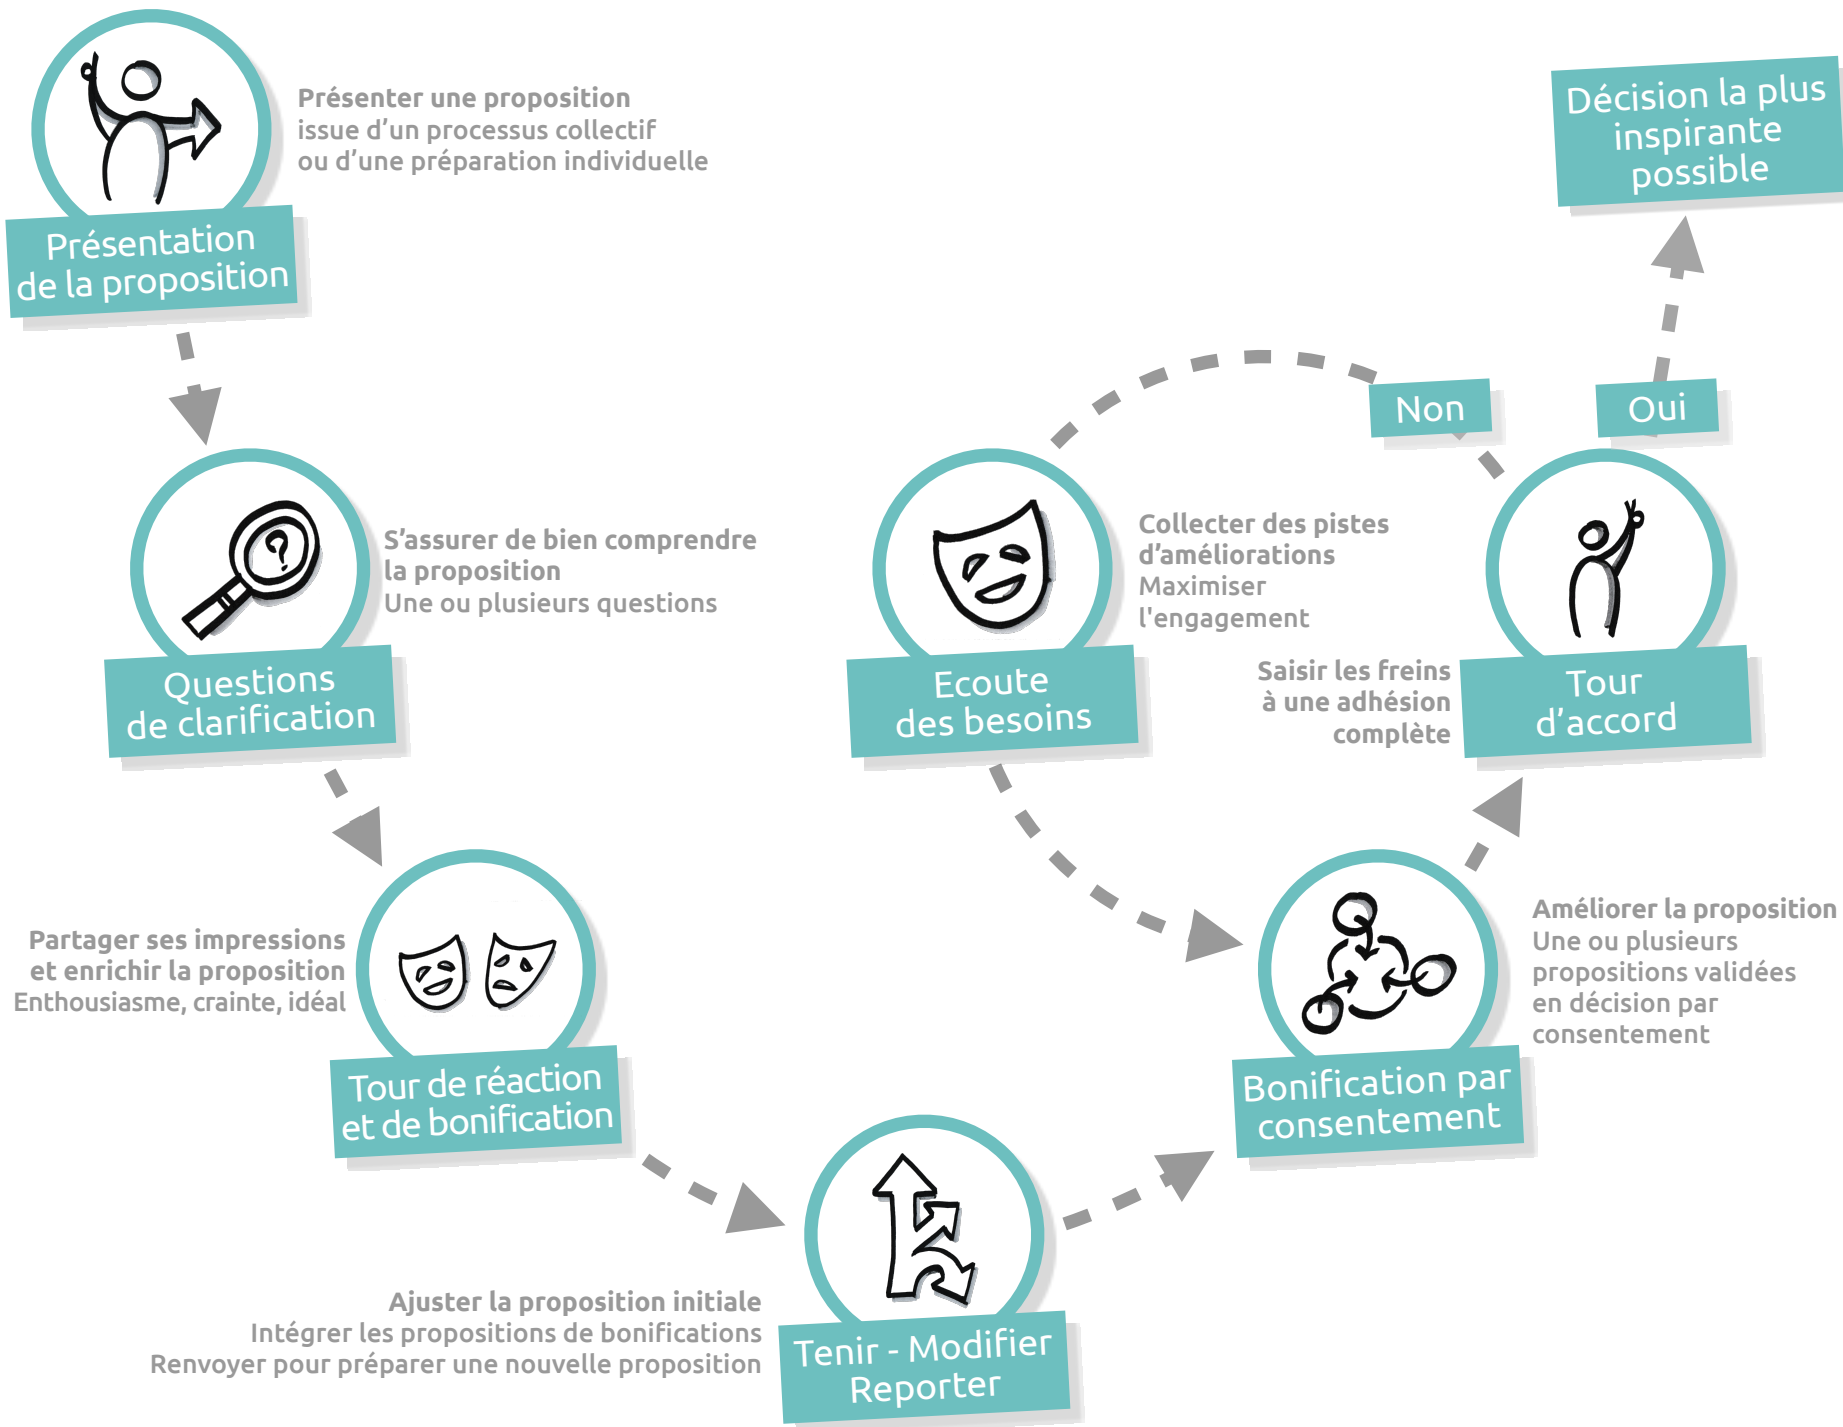 Présenter une proposition
issue d’un processus collectif
ou d’une préparation individuelle
Présentation
de la proposition
S’assurer de bien comprendre
la proposition
Une ou plusieurs questions
?
Questions
de clarification
Partager ses impressions
et enrichir la proposition
Enthousiasme, crainte, idéal
Tour de réaction
et de bonification
Ajuster la proposition initiale
Intégrer les propositions de bonifications
Renvoyer pour préparer une nouvelle proposition
Tenir - Modifier
Reporter
Améliorer la proposition
Une ou plusieurs
propositions validées
en décision par
consentement
Bonification par
consentement
Saisir les freins
à une adhésion
complète
Tour
d’accord
Non
Collecter des pistes
d’améliorations
Maximiser
l'engagement
Ecoute
des besoins
Oui
Décision la plus
inspirante
possible